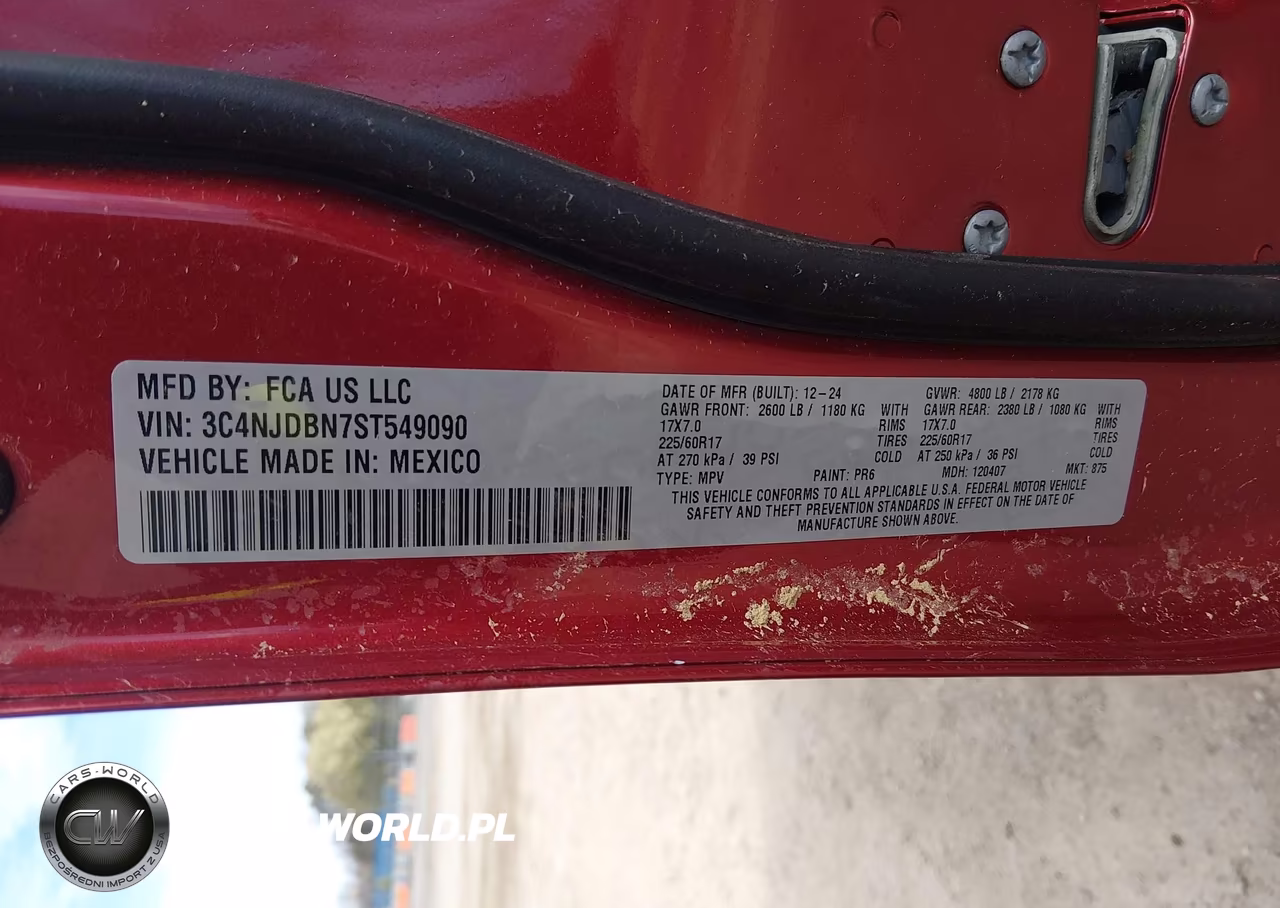 MFD BY: FCA US LLC
VIN: 3C4NJDBN7ST549090
VEHICLE MADE IN: MEXICO
DATE OF MFR (BUILT): 12-24 GVWR: 4800 LB / 2178 KG
GAWR FRONT: 2600 LB / 1180 KG WITH GAWR REAR: 2380 LB / 1080 KG WITH
17X7.0 RIMS 17X7.0 RIMS
225/60R17 TIRES 225/60R17 TIRES
AT 270 kPa / 39 PSI COLD AT 250 kPa / 36 PSI COLD
TYPE: MPV PAINT: PR6 MDH: 120407 MKT: 875
THIS VEHICLE CONFORMS TO ALL APPLICABLE U.S.A. FEDERAL MOTOR VEHICLE
SAFETY AND THEFT PREVENTION STANDARDS IN EFFECT ON THE DATE OF
MANUFACTURE SHOWN ABOVE.
CARS-WORLD
CW
BEZPOŚREDNI IMPORT Z USA
WORLD.PL